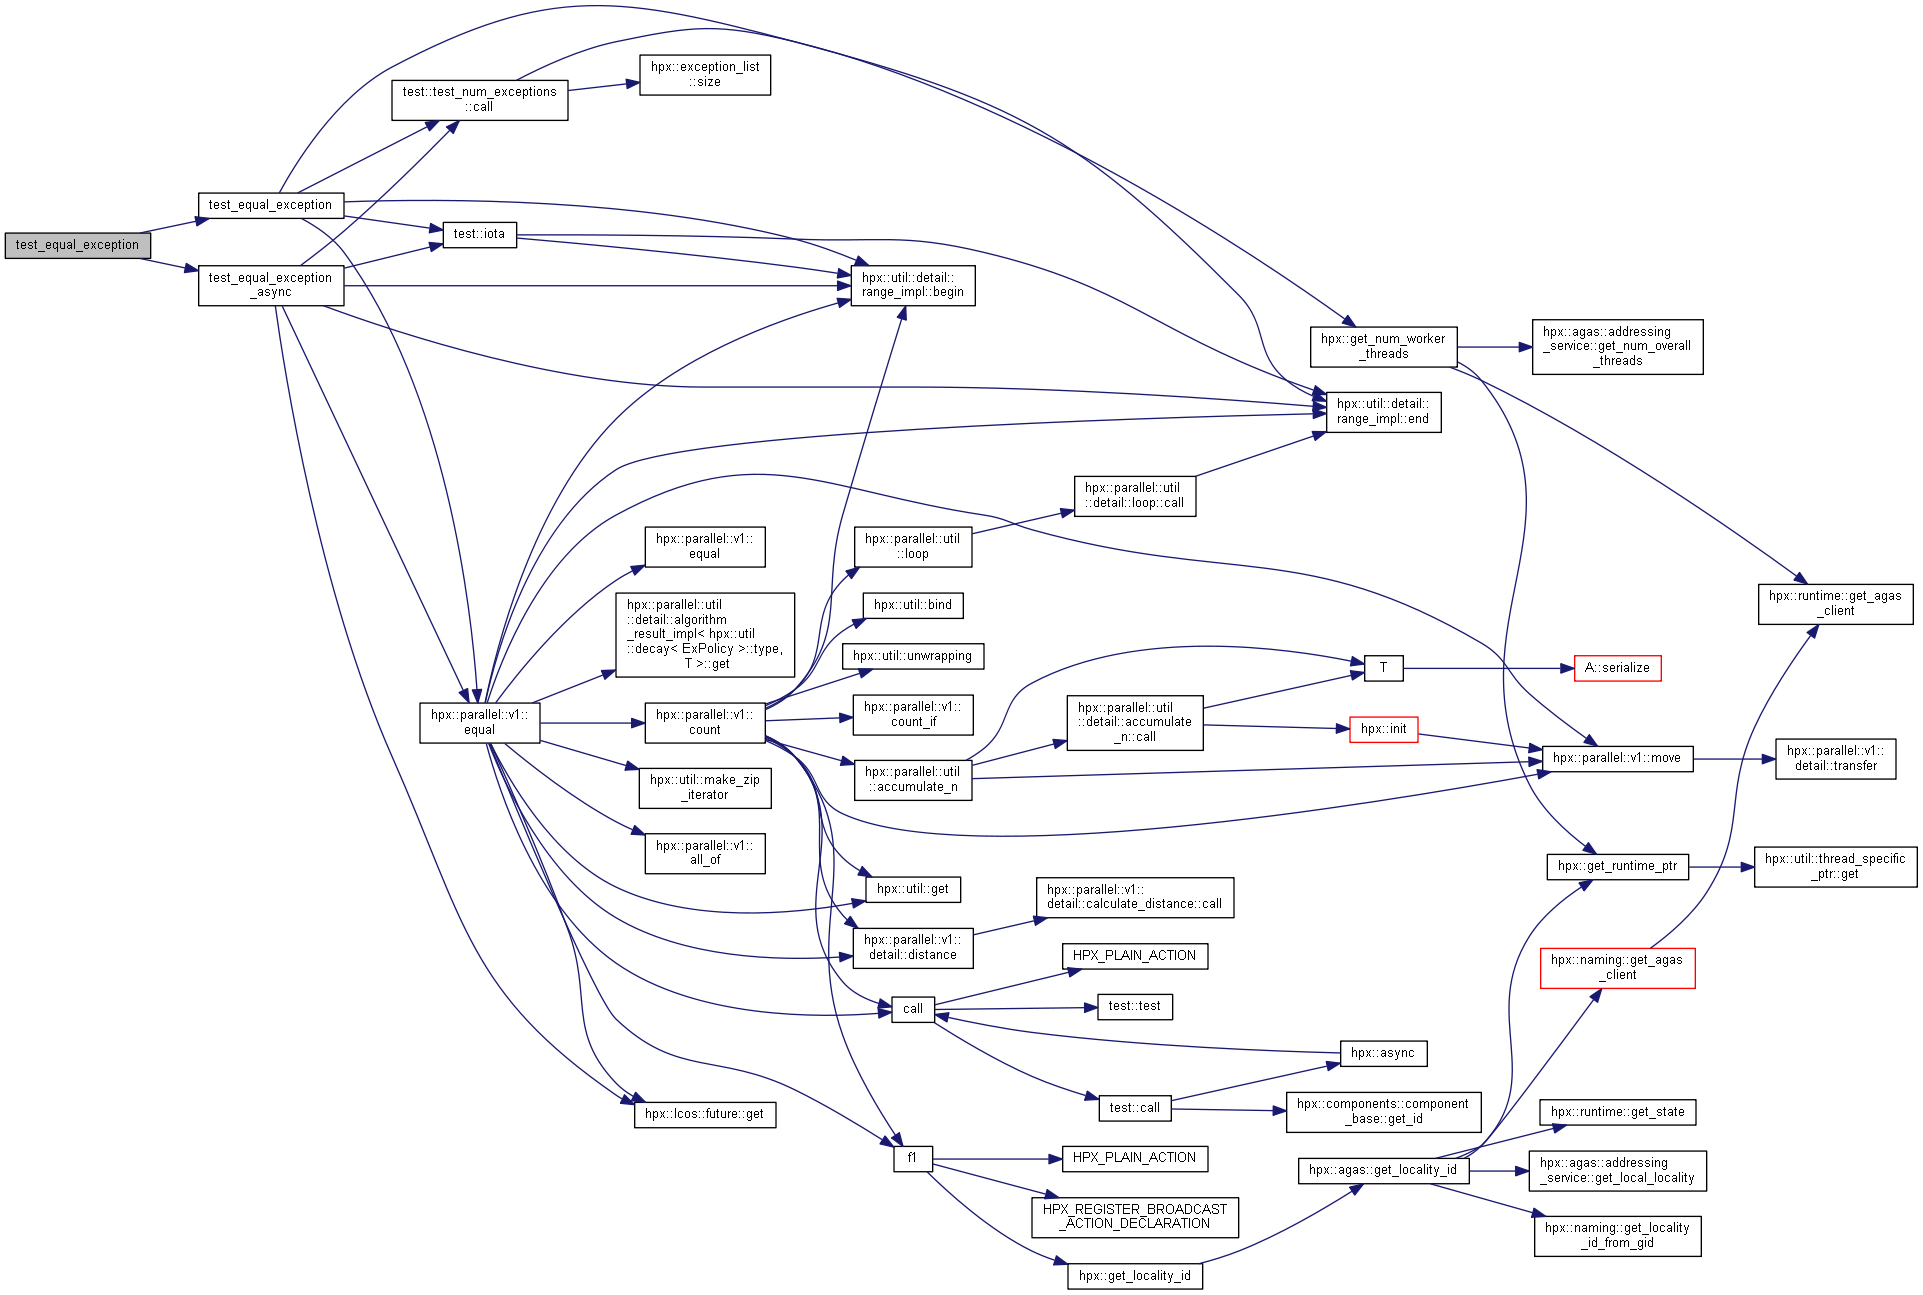 test_equal_exception
test_equal_exception
test_equal_exception
_async
test::test_num_exceptions
::call
test::iota
hpx::parallel::v1::
equal
hpx::exception_list
::size
hpx::parallel::v1::
equal
hpx::parallel::util
::detail::algorithm
_result_impl< hpx::util
::decay< ExPolicy >::type,
T >::get
hpx::parallel::v1::
count
hpx::util::make_zip
_iterator
hpx::parallel::v1::
all_of
hpx::lcos::future::get
hpx::util::detail::
range_impl::begin
hpx::parallel::util
::loop
hpx::util::bind
hpx::util::unwrapping
hpx::parallel::v1::
count_if
hpx::parallel::util
::accumulate_n
hpx::util::get
hpx::parallel::v1::
detail::distance
call
f1
hpx::parallel::util
::detail::loop::call
hpx::parallel::util
::detail::accumulate
_n::call
hpx::parallel::v1::
detail::calculate_distance::call
HPX_PLAIN_ACTION
test::test
test::call
HPX_PLAIN_ACTION
HPX_REGISTER_BROADCAST
_ACTION_DECLARATION
hpx::get_locality_id
hpx::get_num_worker
_threads
hpx::util::detail::
range_impl::end
T
hpx::init
hpx::async
hpx::components::component
_base::get_id
hpx::agas::get_locality_id
hpx::agas::addressing
_service::get_num_overall
_threads
A::serialize
hpx::parallel::v1::move
hpx::get_runtime_ptr
hpx::naming::get_agas
_client
hpx::runtime::get_state
hpx::agas::addressing
_service::get_local_locality
hpx::naming::get_locality
_id_from_gid
hpx::runtime::get_agas
_client
hpx::parallel::v1::
detail::transfer
hpx::util::thread_specific
_ptr::get